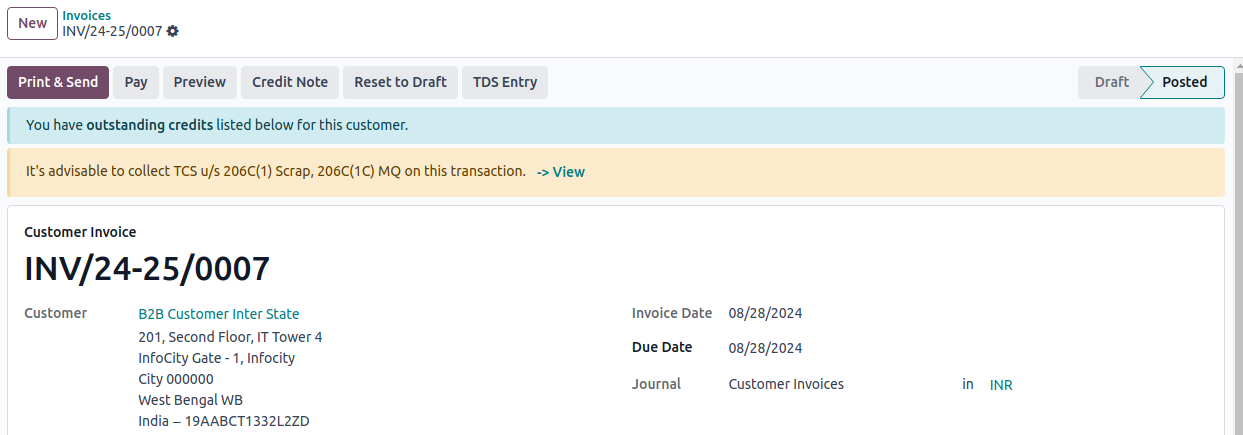 New
Invoices
INV/24-25/0007
Print & Send Pay Preview Credit Note Reset to Draft TDS Entry Draft Posted
You have outstanding credits listed below for this customer.
It's advisable to collect TCS u/s 206C(1) Scrap, 206C(1C) MQ on this transaction. -> View
Customer Invoice
INV/24-25/0007
Customer B2B Customer Inter State Invoice Date 08/28/2024
201, Second Floor, IT Tower 4
InfoCity Gate - 1, Infocity Due Date 08/28/2024
City 000000 Journal Customer Invoices in INR
West Bengal WB
India – 19AABCT1332L2ZD